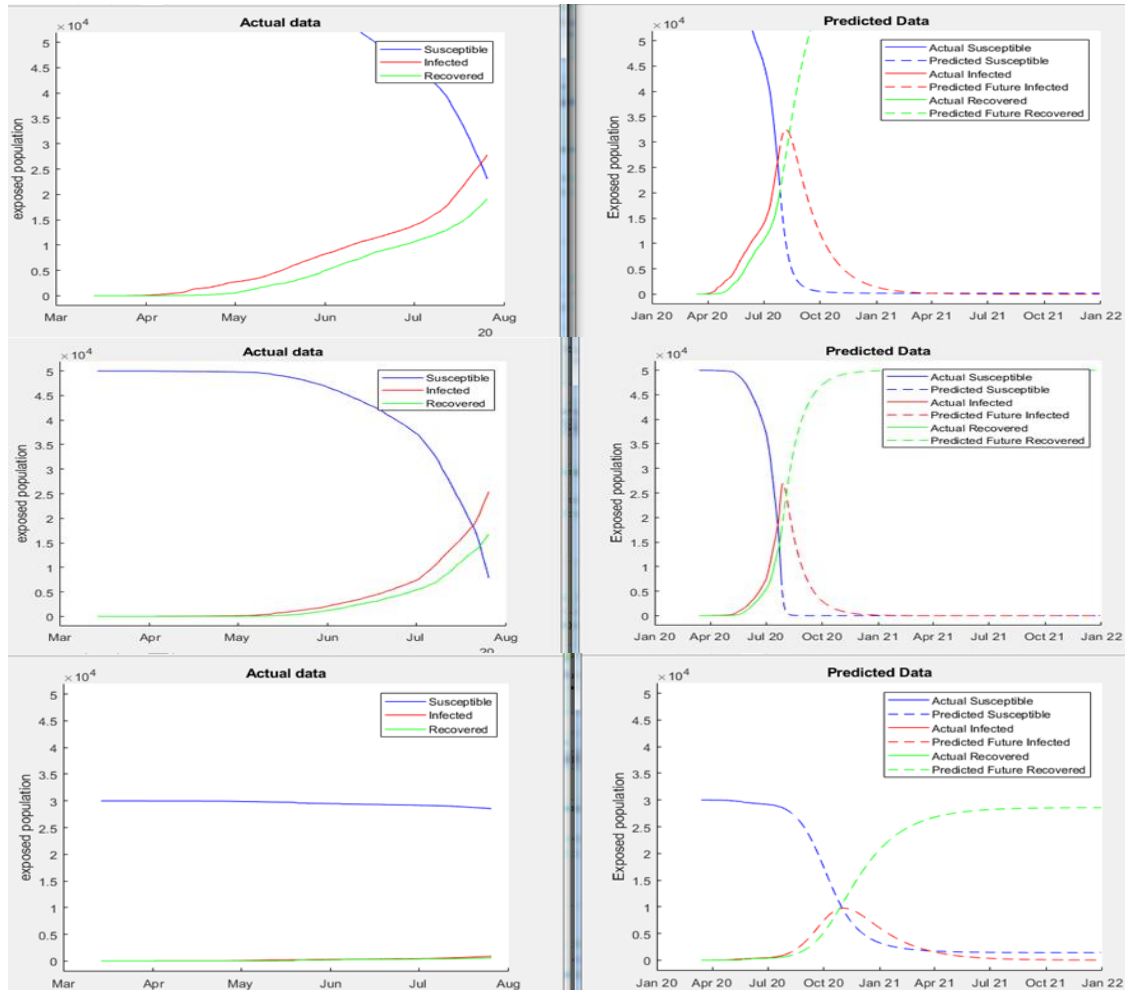 Actual data
×10⁴
5
4.5
4
3.5
3
2.5
2
1.5
1
0.5
0
exposed population
Susceptible
Infected
Recovered
Mar Apr May Jun Jul Aug
20
Predicted Data
×10⁴
5
4.5
4
3.5
3
2.5
2
1.5
1
0.5
0
Exposed population
Actual Susceptible
Predicted Susceptible
Actual Infected
Predicted Future Infected
Actual Recovered
Predicted Future Recovered
Jan 20 Apr 20 Jul 20 Oct 20 Jan 21 Apr 21 Jul 21 Oct 21 Jan 22
Actual data
×10⁴
5
4.5
4
3.5
3
2.5
2
1.5
1
0.5
0
exposed population
Susceptible
Infected
Recovered
Mar Apr May Jun Jul Aug
20
Predicted Data
×10⁴
5
4.5
4
3.5
3
2.5
2
1.5
1
0.5
0
Exposed population
Actual Susceptible
Predicted Susceptible
Actual Infected
Predicted Future Infected
Actual Recovered
Predicted Future Recovered
Jan 20 Apr 20 Jul 20 Oct 20 Jan 21 Apr 21 Jul 21 Oct 21 Jan 22
Actual data
×10⁴
5
4.5
4
3.5
3
2.5
2
1.5
1
0.5
0
exposed population
Susceptible
Infected
Recovered
Mar Apr May Jun Jul Aug
Predicted Data
×10⁴
5
4.5
4
3.5
3
2.5
2
1.5
1
0.5
0
Exposed population
Actual Susceptible
Predicted Susceptible
Actual Infected
Predicted Future Infected
Actual Recovered
Predicted Future Recovered
Jan 20 Apr 20 Jul 20 Oct 20 Jan 21 Apr 21 Jul 21 Oct 21 Jan 22